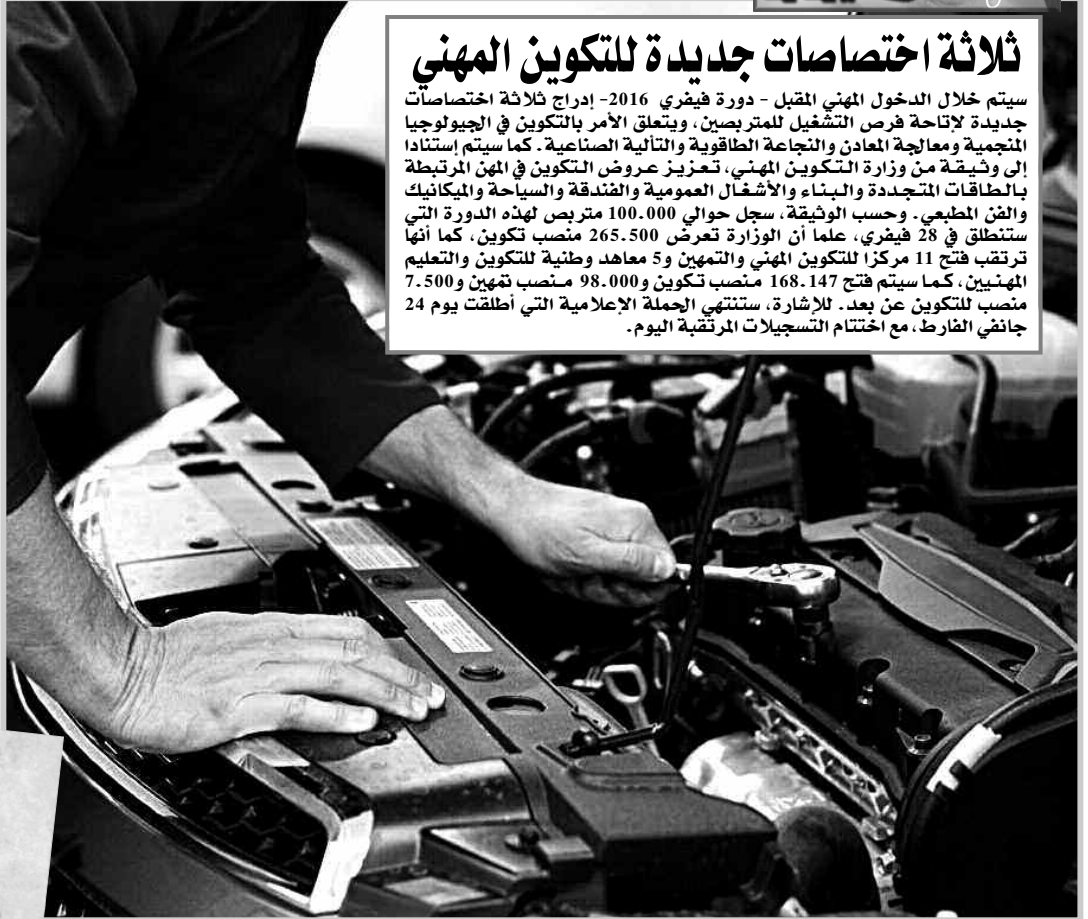 ثلاثة اختصاصات جديدة للتكوين المهني
سيتم خلال الدخول المهني المقبل - دورة فيفري 2016- إدراج ثلاثة اختصاصات
جديدة لإتاحة فرص التشغيل للمتربصين، ويتعلق الأمر بالتكوين في الجيولوجيا
المنجمية ومعالجة المعادن والنجاعة الطاقوية والتألية الصناعية. كما سيتم إستنادا
إلى وثيقة من وزارة التكوين المهني، تعزيز عروض التكوين في المهن المرتبطة
بالطاقات المتجددة والبناء والأشغال العمومية والفندقة والسياحة والميكانيك
والفن المطبعي. وحسب الوثيقة، سجل حوالي 100.000 متربص لهذه الدورة التي
ستنطلق في 28 فيفري، علما أن الوزارة تعرض 265.500 منصب تكوين، كما أنها
ترتقب فتح 11 مركزا للتكوين المهني والتمهين و5 معاهد وطنية للتكوين والتعليم
المهنيين، كما سيتم فتح 168.147 منصب تكوين و98.000 منصب تمهين و7.500
منصب للتكوين عن بعد. للإشارة، ستنتهي الحملة الإعلامية التي أطلقت يوم 24
جانفي الفارط، مع اختتام التسجيلات المرتقبة اليوم.